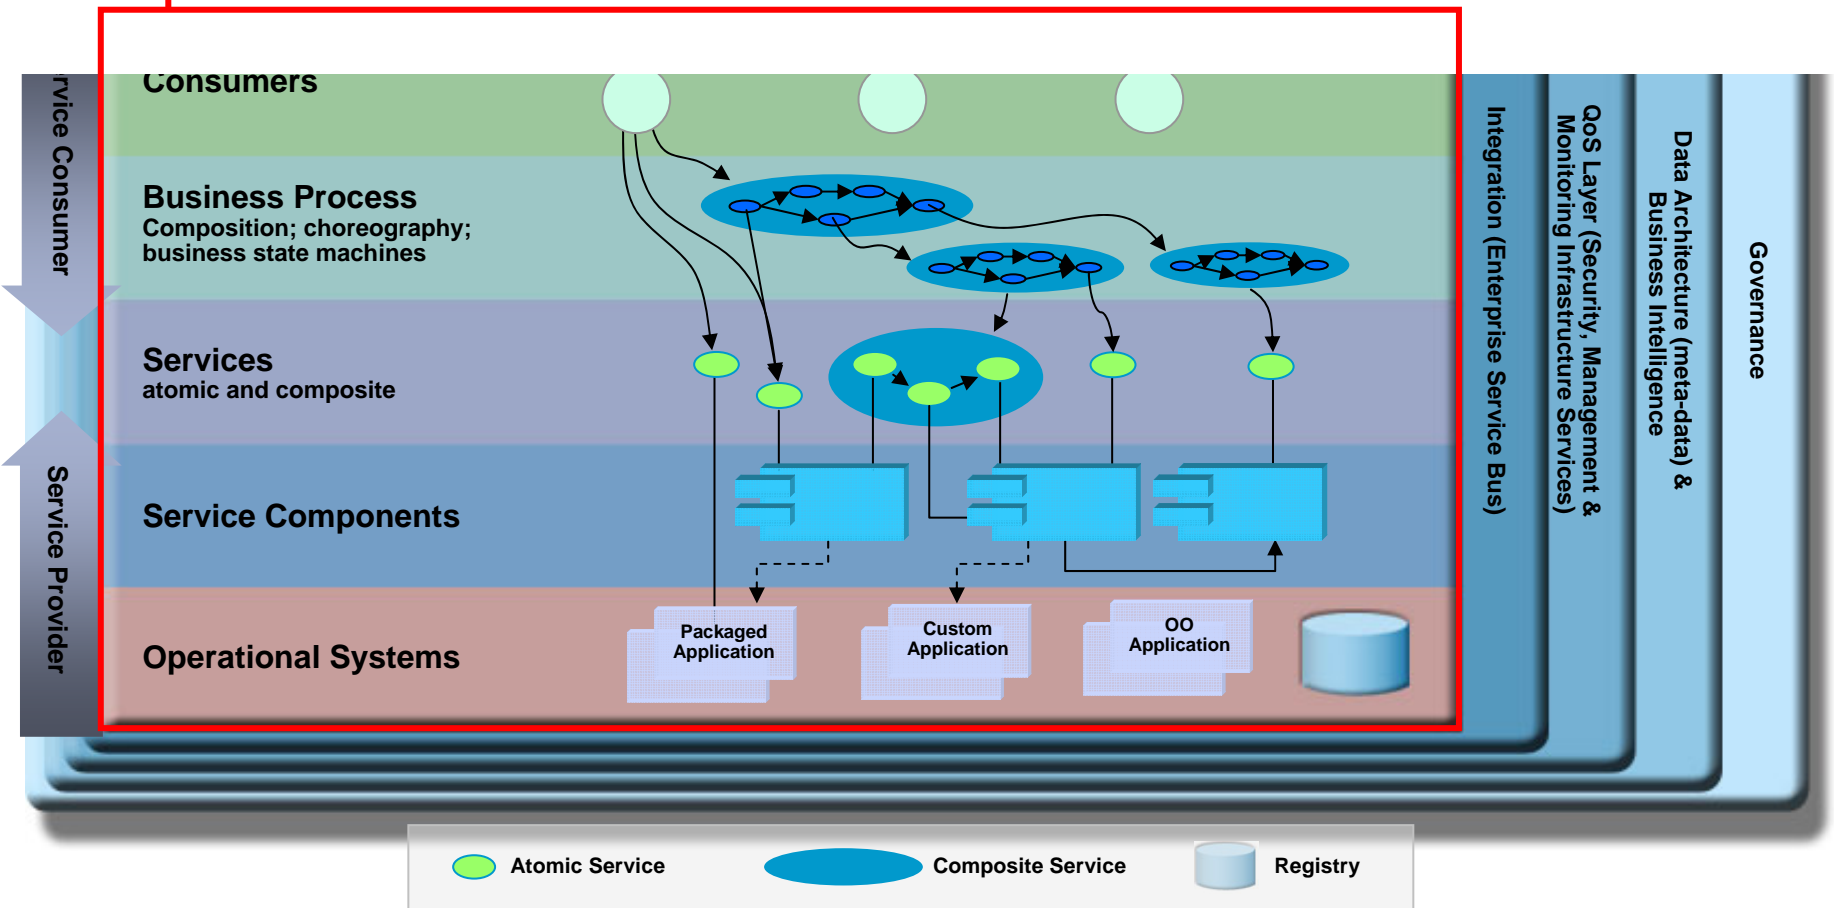 Consumers
Business Process
Composition; choreography;
business state machines
Services
atomic and composite
Service Components
Operational Systems
Packaged
Application
Custom
Application
OO
Application
rvice Consumer
Service Provider
Integration (Enterprise Service Bus)
QoS Layer (Security, Management &
Monitoring Infrastructure Services)
Data Architecture (meta-data) &
Business Intelligence
Governance
Atomic Service
Composite Service
Registry